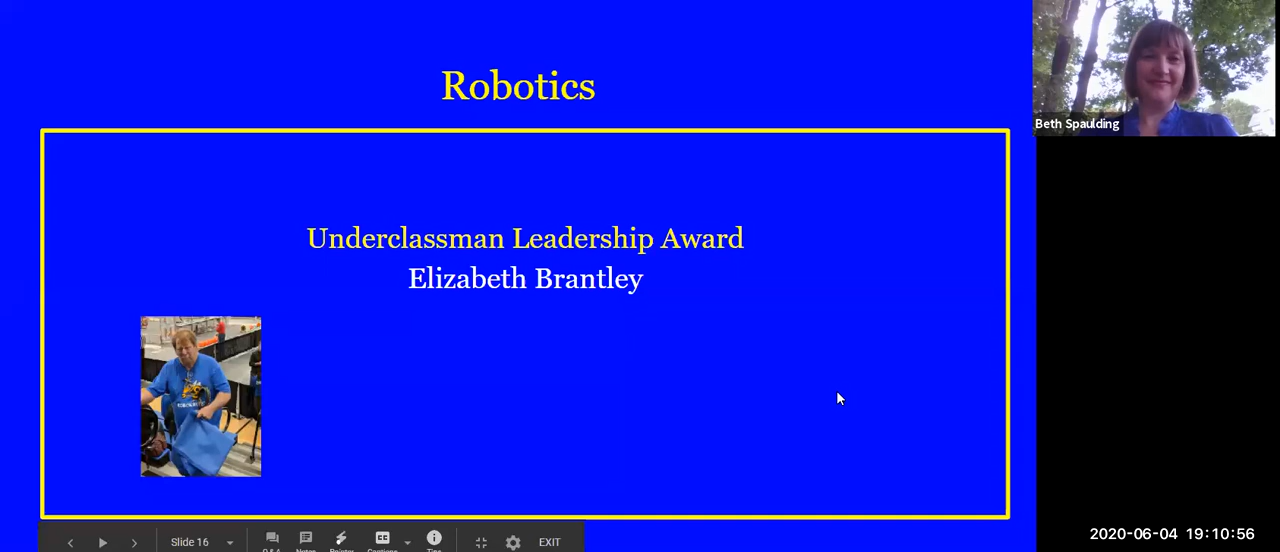 Robotics
Beth Spaulding
Underclassman Leadership Award
Elizabeth Brantley
Slide 16
EXIT
2020-06-04 19:10:56